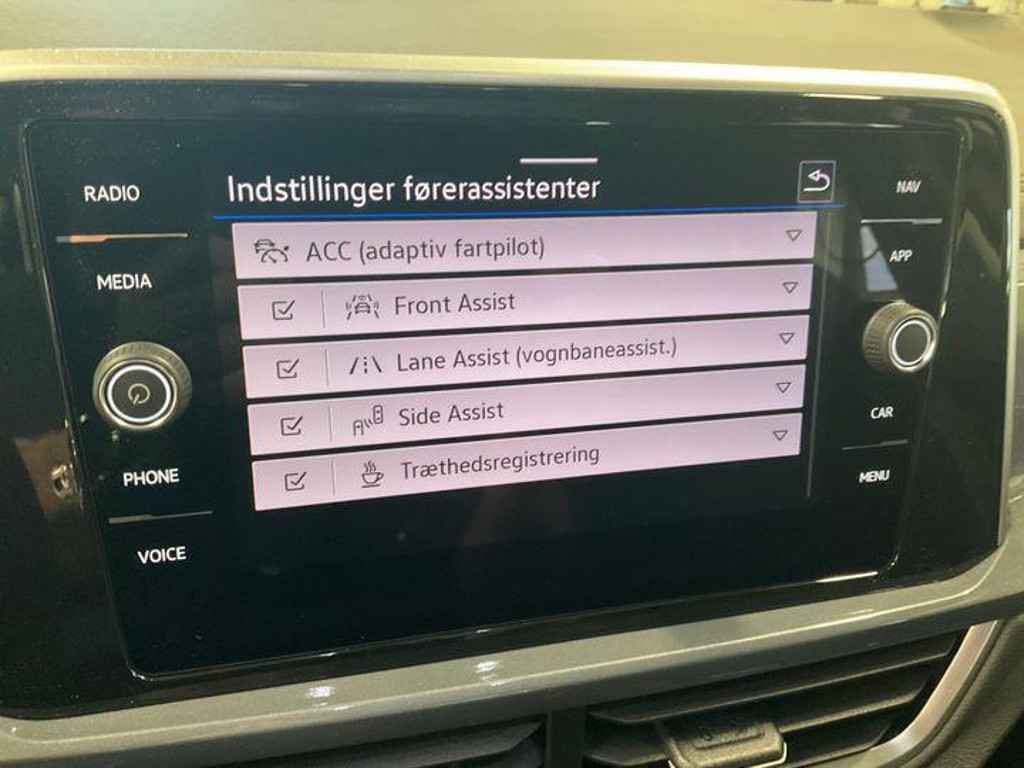 Indstillinger førerassistenter
RADIO
MEDIA
PHONE
VOICE
ACC (adaptiv fartpilot)
Front Assist
Lane Assist (vognbaneassist.)
Side Assist
Træthedsregistrering
NAV
APP
CAR
MENU